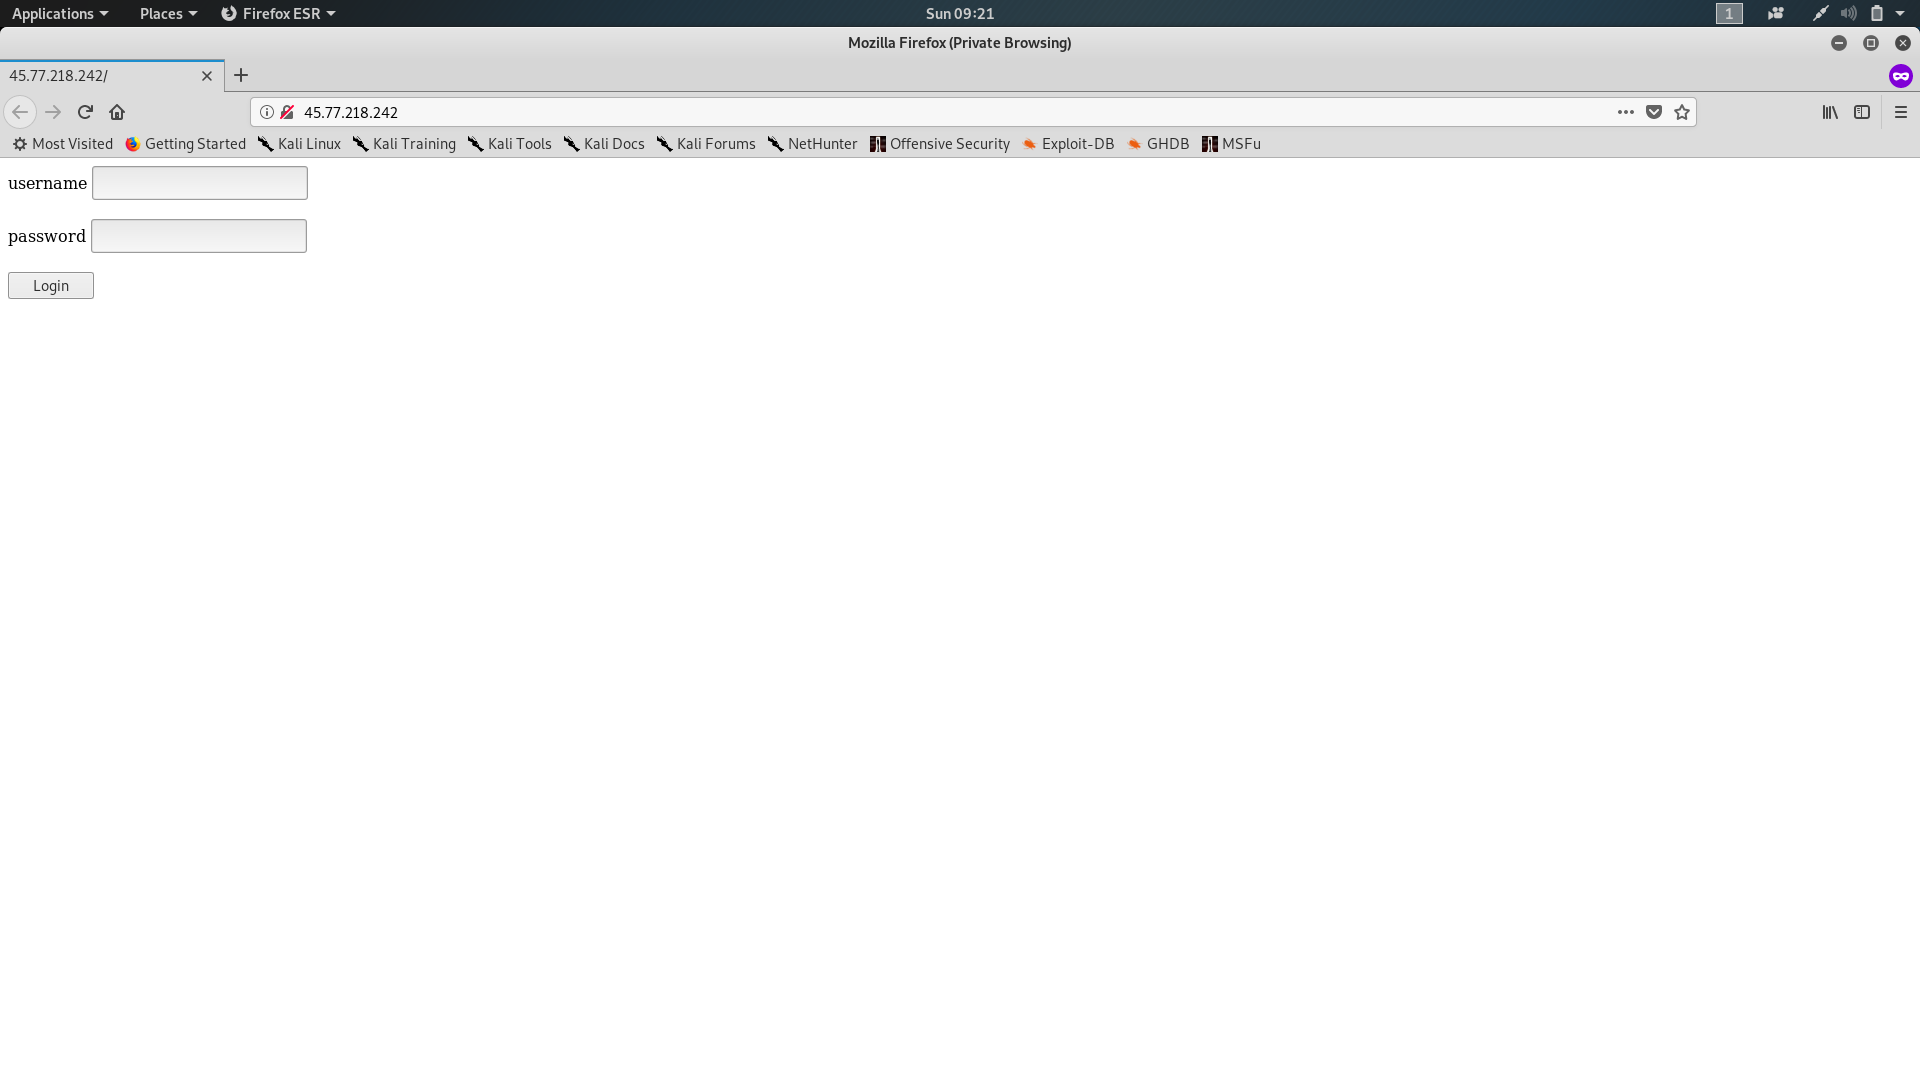 Applications Places Firefox ESR Sun 09:21 1
Mozilla Firefox (Private Browsing)
45.77.218.242/
45.77.218.242
Most Visited Getting Started Kali Linux Kali Training Kali Tools Kali Docs Kali Forums NetHunter Offensive Security Exploit-DB GHDB MSFu
username
password
Login